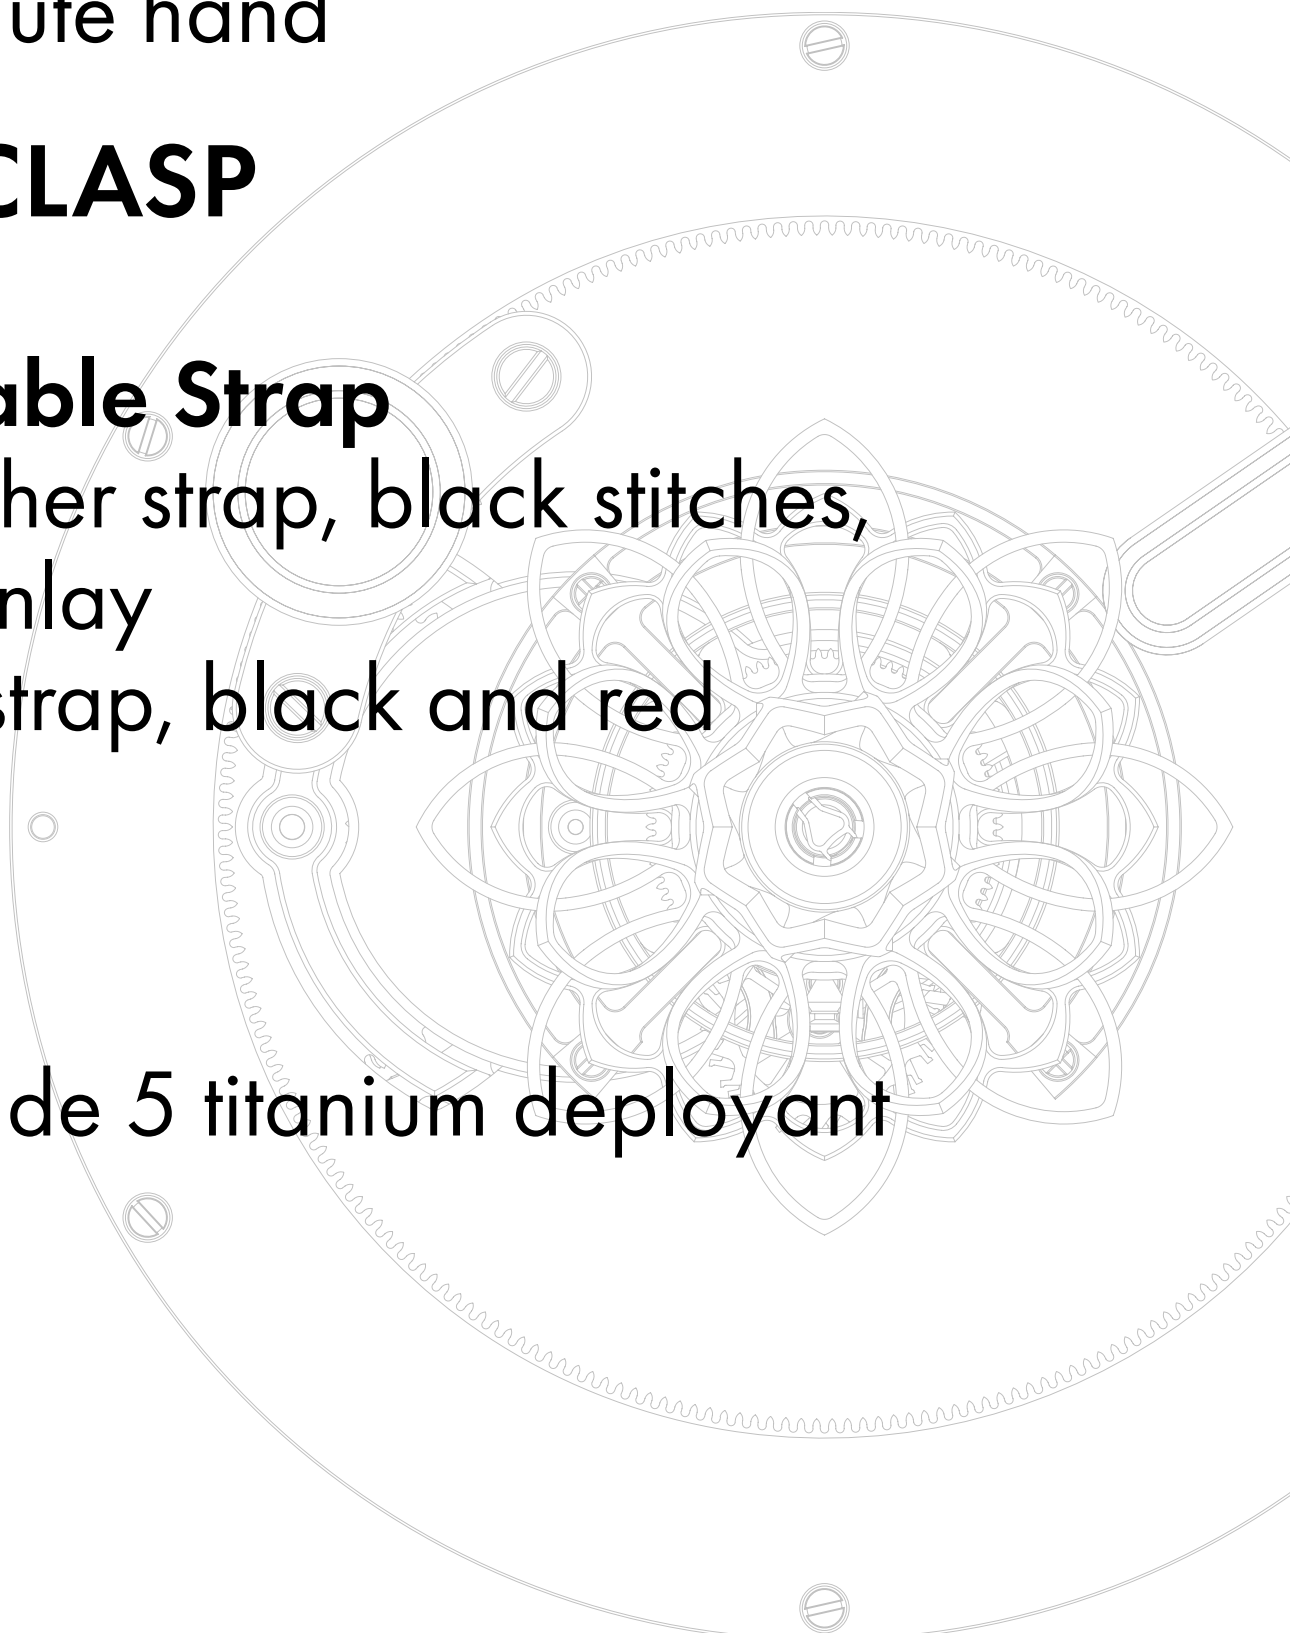 ute hand
CLASP
able Strap
her strap, black stitches,
nlay
strap, black and red
de 5 titanium deployant